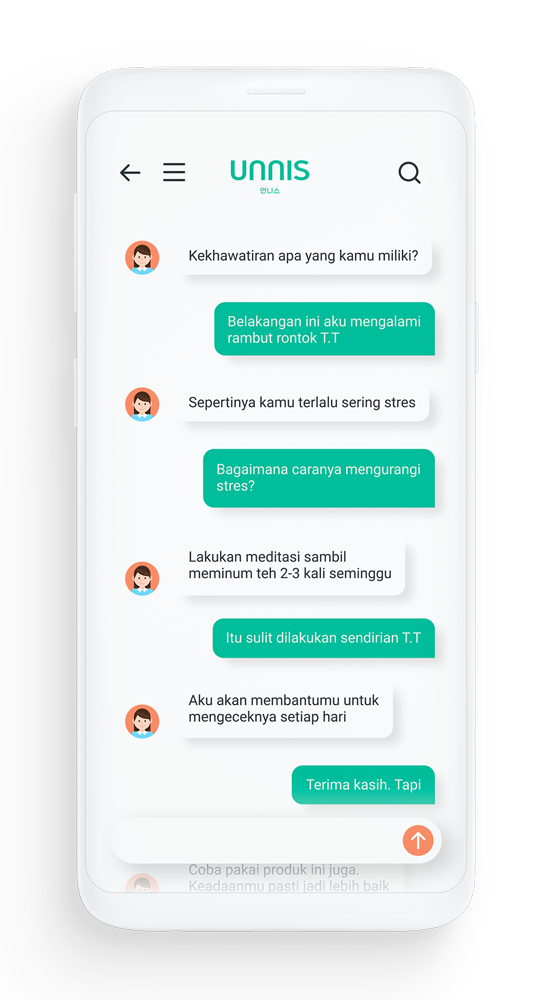 UNNIS
언니스
Kekhawatiran apa yang kamu miliki?
Belakangan ini aku mengalami
rambut rontok T.T
Sepertinya kamu terlalu sering stres
Bagaimana caranya mengurangi
stres?
Lakukan meditasi sambil
meminum teh 2-3 kali seminggu
Itu sulit dilakukan sendirian T.T
Aku akan membantumu untuk
mengeceknya setiap hari
Terima kasih. Tapi
Coba pakai produk ini juga.
Keadaanmu pasti jadi lebih baik